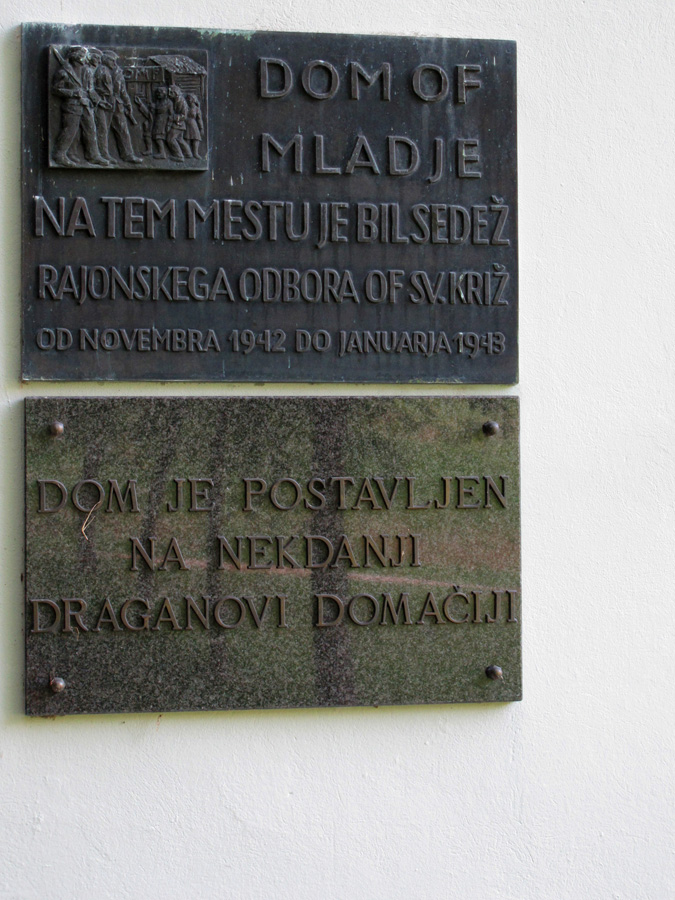 DOM OF
MLADJE
NA TEM MESTU JE BIL SEDEŽ
RAJONSKEGA ODBORA OF SV. KRIŽ
OD NOVEMBRA 1942 DO JANUARJA 1943
DOM JE POSTAVLJEN
NA NEKDANJI
DRAGANOVI DOMAČIJI